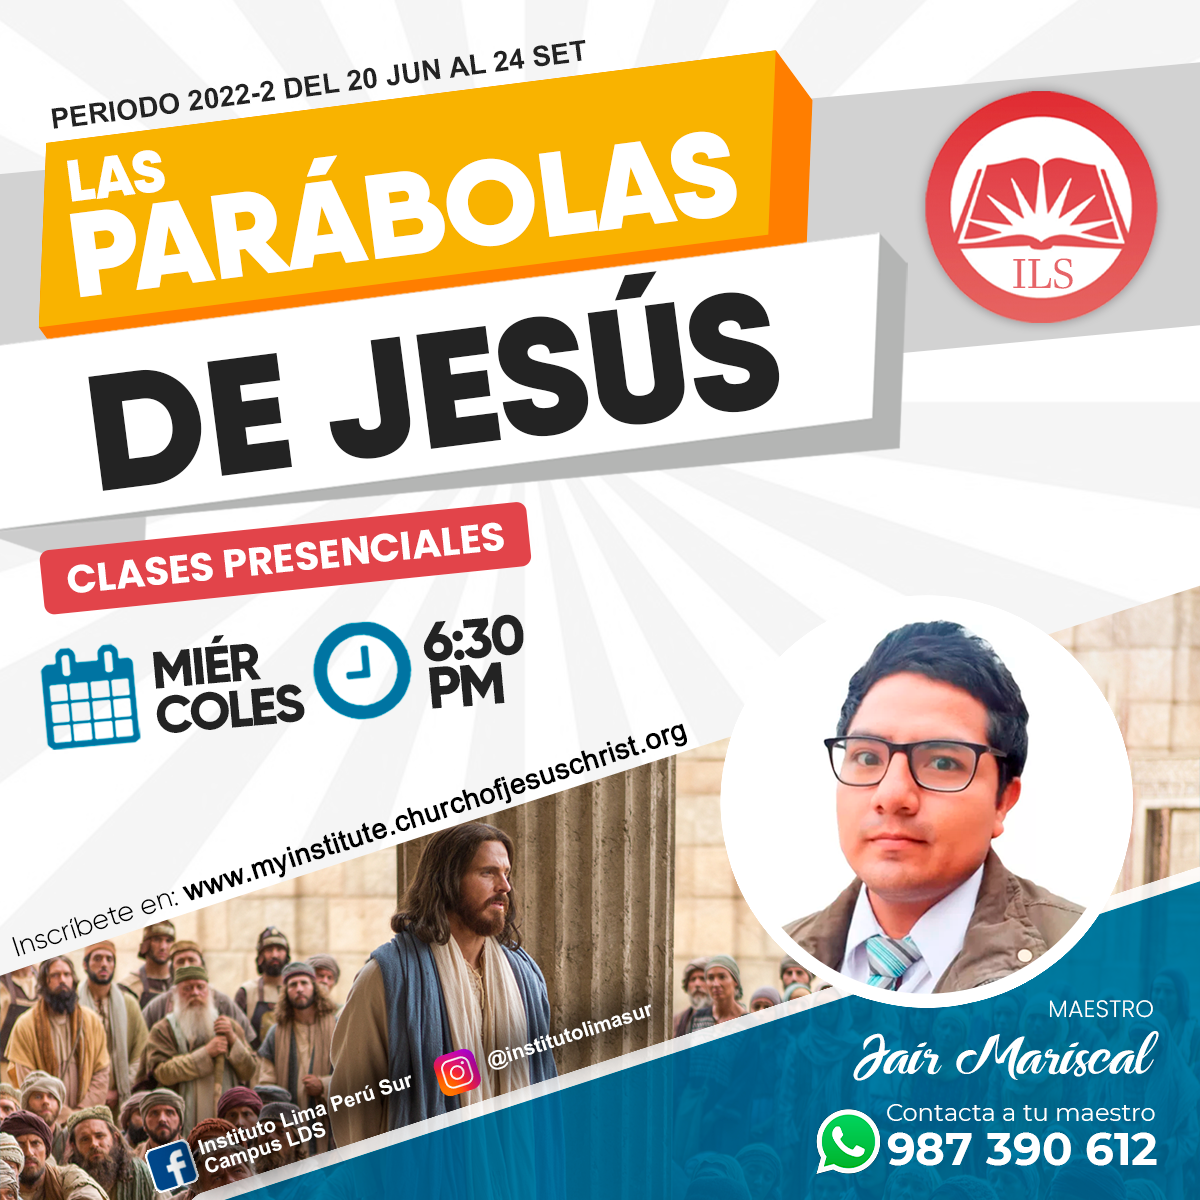 PERIODO 2022-2 DEL 20 JUN AL 24 SET
LAS
PARÁBOLAS
DE JESÚS
ILS
CLASES PRESENCIALES
MIÉR
COLES
6:30
PM
Inscríbete en: www.myinstitute.churchofjesuschrist.org
@institutolimasur
Instituto Lima Perú Sur
Campus LDS
MAESTRO
Jair Mariscal
Contacta a tu maestro
987 390 612